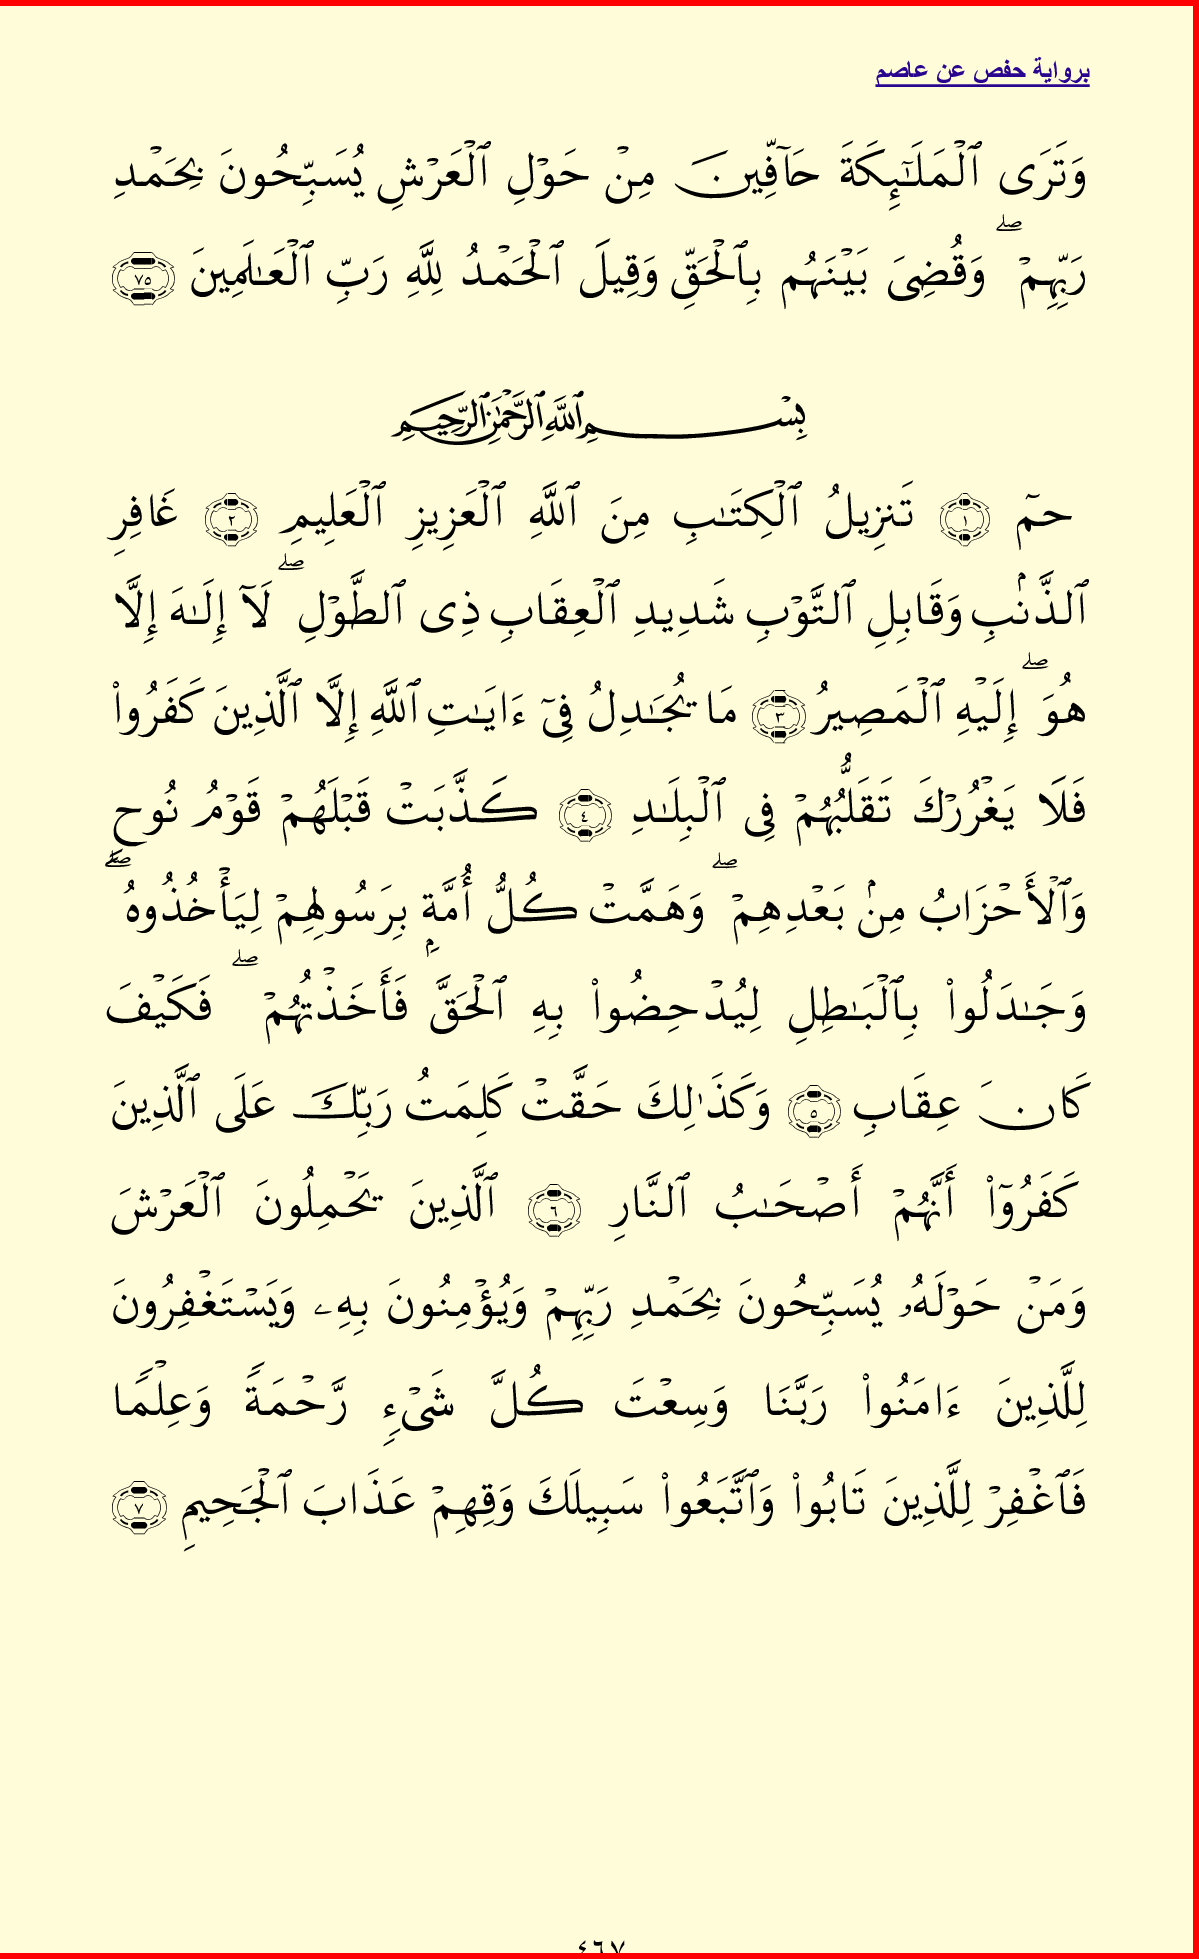 برواية حفص عن عاصم
وَتَرَى ٱلْمَلَـٰٓئِكَةَ حَآفِّينَ مِنْ حَوْلِ ٱلْعَرْشِ يُسَبِّحُونَ بِحَمْدِ
رَبِّهِمْ ۖ وَقُضِىَ بَيْنَهُم بِٱلْحَقِّ وَقِيلَ ٱلْحَمْدُ لِلَّهِ رَبِّ ٱلْعَـٰلَمِينَ ٧٥
بِسْمِ ٱللَّهِ ٱلرَّحْمَـٰنِ ٱلرَّحِيمِ
حمٓ ١ تَنزِيلُ ٱلْكِتَـٰبِ مِنَ ٱللَّهِ ٱلْعَزِيزِ ٱلْعَلِيمِ ٢ غَافِرِ
ٱلذَّنۢبِ وَقَابِلِ ٱلتَّوْبِ شَدِيدِ ٱلْعِقَابِ ذِى ٱلطَّوْلِ ۖ لَآ إِلَـٰهَ إِلَّا
هُوَ ۖ إِلَيْهِ ٱلْمَصِيرُ ٣ مَا يُجَـٰدِلُ فِىٓ ءَايَـٰتِ ٱللَّهِ إِلَّا ٱلَّذِينَ كَفَرُوا۟
فَلَا يَغْرُرْكَ تَقَلُّبُهُمْ فِى ٱلْبِلَـٰدِ ٤ كَذَّبَتْ قَبْلَهُمْ قَوْمُ نُوحٍ
وَٱلْأَحْزَابُ مِنۢ بَعْدِهِمْ ۖ وَهَمَّتْ كُلُّ أُمَّةٍۭ بِرَسُولِهِمْ لِيَأْخُذُوهُ ۖ
وَجَـٰدَلُوا۟ بِٱلْبَـٰطِلِ لِيُدْحِضُوا۟ بِهِ ٱلْحَقَّ فَأَخَذْتُهُمْ ۖ فَكَيْفَ
كَانَ عِقَابِ ٥ وَكَذَٰلِكَ حَقَّتْ كَلِمَتُ رَبِّكَ عَلَى ٱلَّذِينَ
كَفَرُوٓا۟ أَنَّهُمْ أَصْحَـٰبُ ٱلنَّارِ ٦ ٱلَّذِينَ يَحْمِلُونَ ٱلْعَرْشَ
وَمَنْ حَوْلَهُۥ يُسَبِّحُونَ بِحَمْدِ رَبِّهِمْ وَيُؤْمِنُونَ بِهِۦ وَيَسْتَغْفِرُونَ
لِلَّذِينَ ءَامَنُوا۟ رَبَّنَا وَسِعْتَ كُلَّ شَىْءٍ رَّحْمَةً وَعِلْمًا
فَٱغْفِرْ لِلَّذِينَ تَابُوا۟ وَٱتَّبَعُوا۟ سَبِيلَكَ وَقِهِمْ عَذَابَ ٱلْجَحِيمِ ٧
٤٦٧